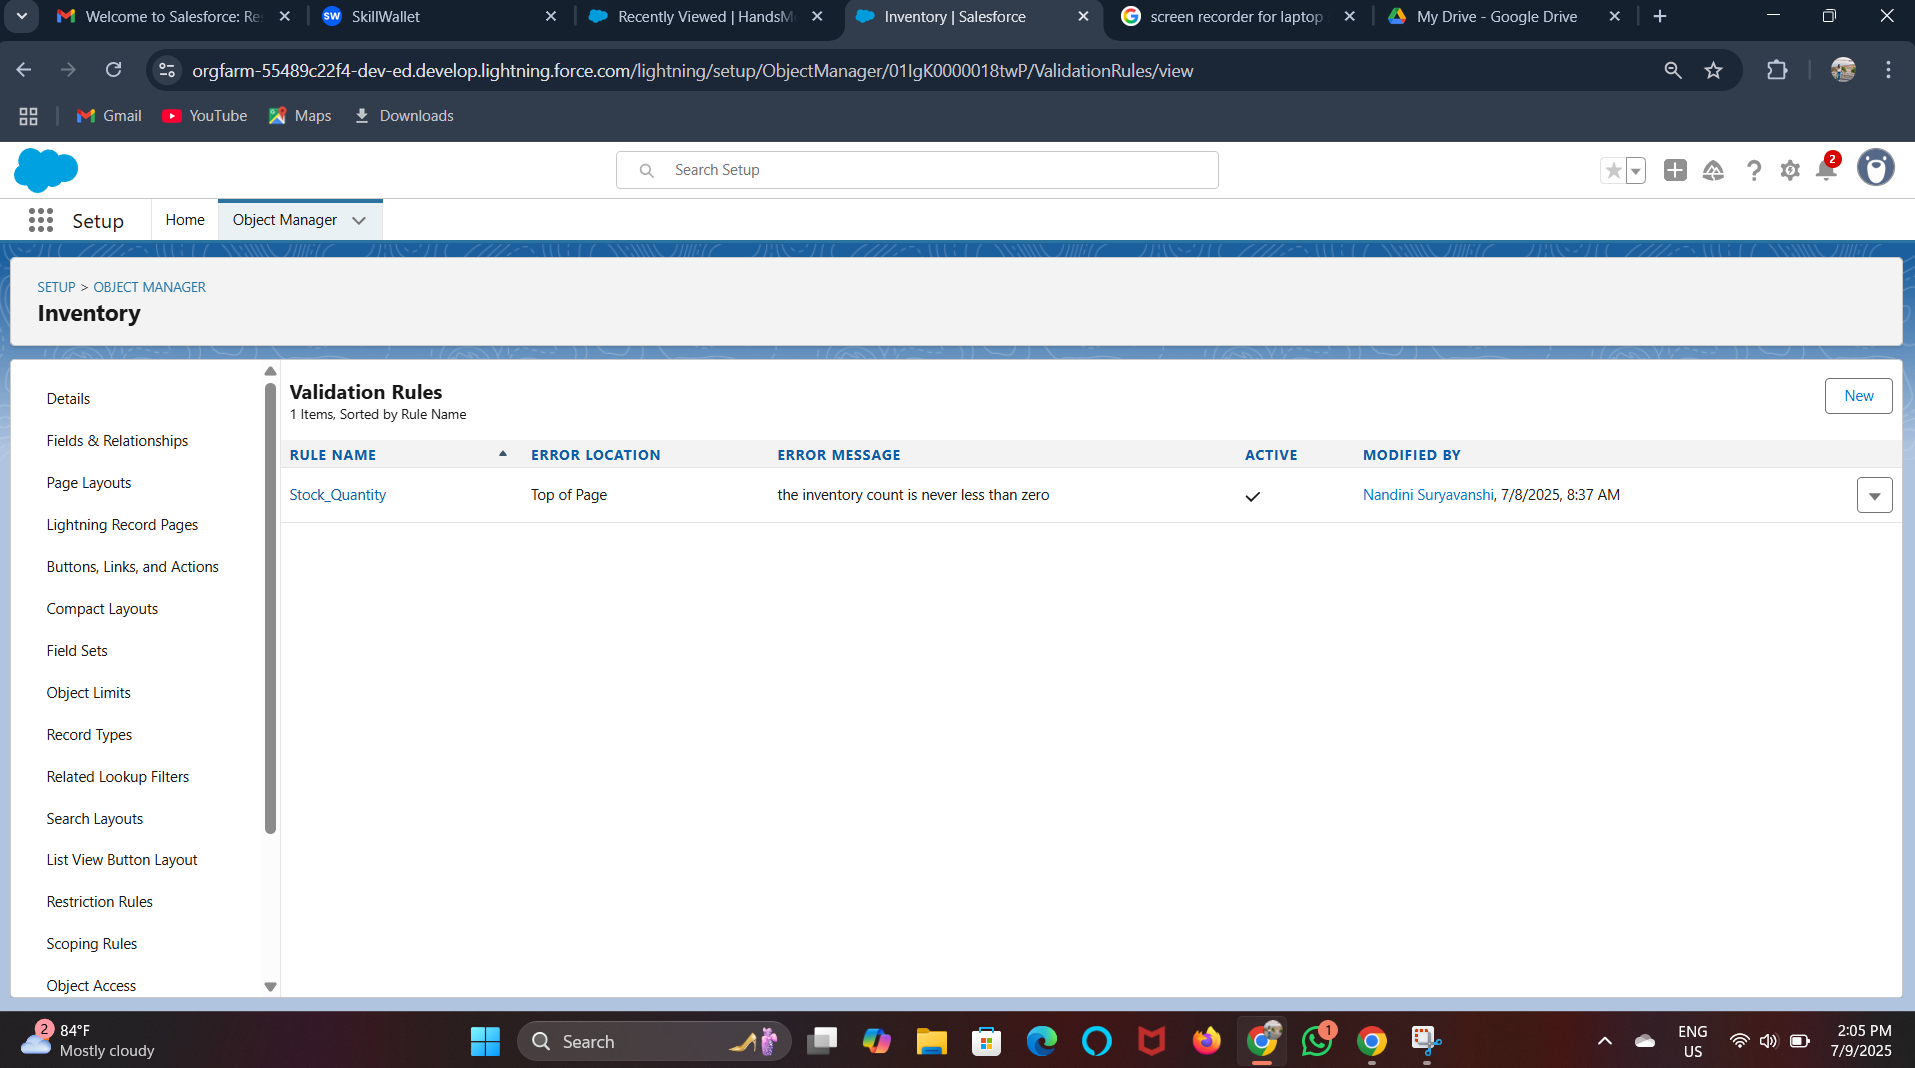 Welcome to Salesforce: Re
SkillWallet
Recently Viewed | HandsM
Inventory | Salesforce
screen recorder for laptop
My Drive - Google Drive
orgfarm-55489c22f4-dev-ed.develop.lightning.force.com/lightning/setup/ObjectManager/01IgK0000018twP/ValidationRules/view
Gmail
YouTube
Maps
Downloads
Search Setup
2
Setup
Home
Object Manager
SETUP > OBJECT MANAGER
Inventory
Details
Fields & Relationships
Page Layouts
Lightning Record Pages
Buttons, Links, and Actions
Compact Layouts
Field Sets
Object Limits
Record Types
Related Lookup Filters
Search Layouts
List View Button Layout
Restriction Rules
Scoping Rules
Object Access
Validation Rules
1 Items, Sorted by Rule Name
New
RULE NAME ERROR LOCATION ERROR MESSAGE ACTIVE MODIFIED BY
Stock_Quantity Top of Page the inventory count is never less than zero Nandini Suryavanshi, 7/8/2025, 8:37 AM
2
84°F
Mostly cloudy
Search
1
ENG
US
2:05 PM
7/9/2025